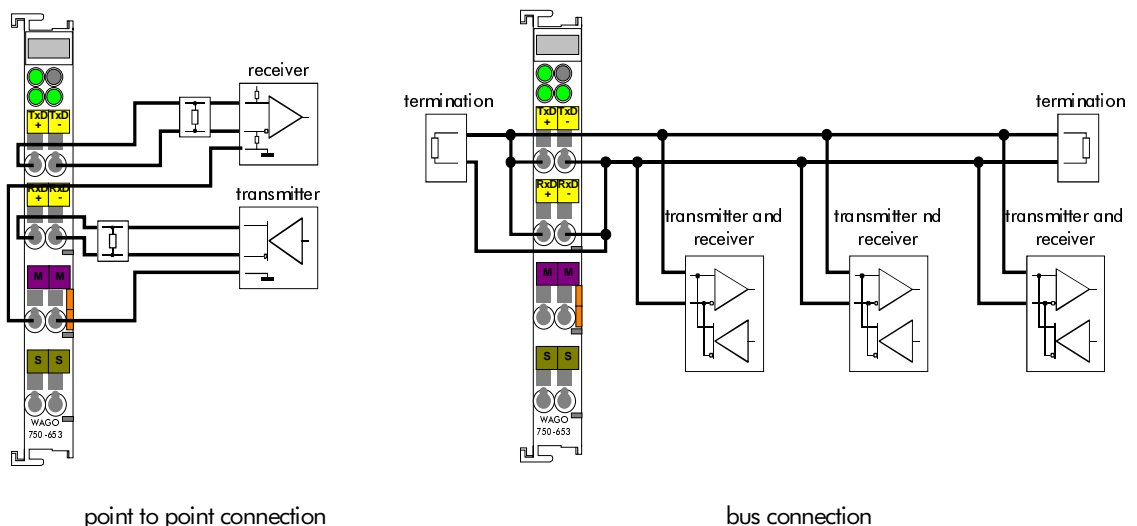 receiver
TxD TxD
+ -
RxD RxD
+ -
transmitter
M M
S S
WAGO
750-653
point to point connection
termination
TxD TxD
+ -
RxD RxD
+ -
M M
S S
WAGO
750-653
termination
transmitter and
receiver
transmitter nd
receiver
transmitter and
receiver
bus connection